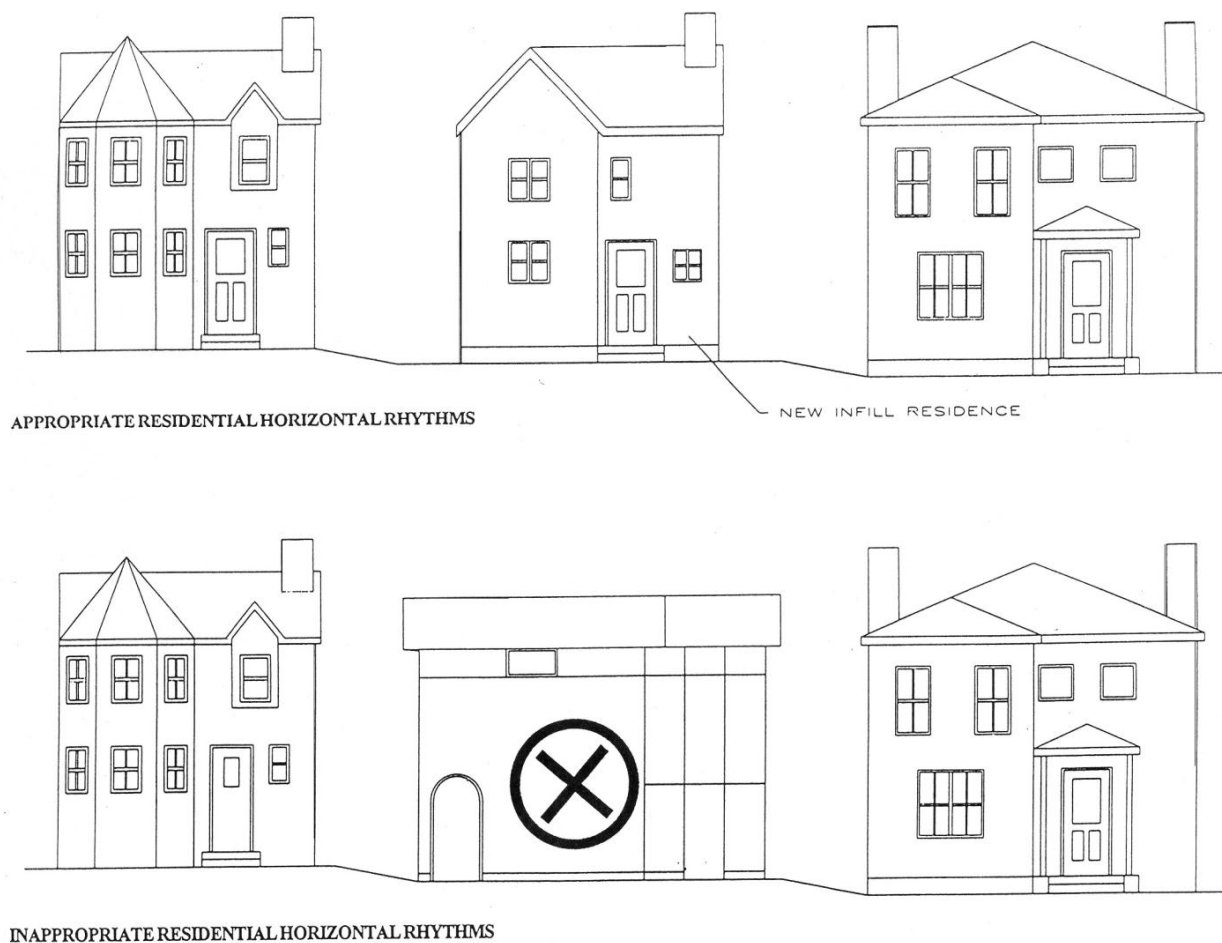 APPROPRIATE RESIDENTIAL HORIZONTAL RHYTHMS
NEW INFILL RESIDENCE
INAPPROPRIATE RESIDENTIAL HORIZONTAL RHYTHMS